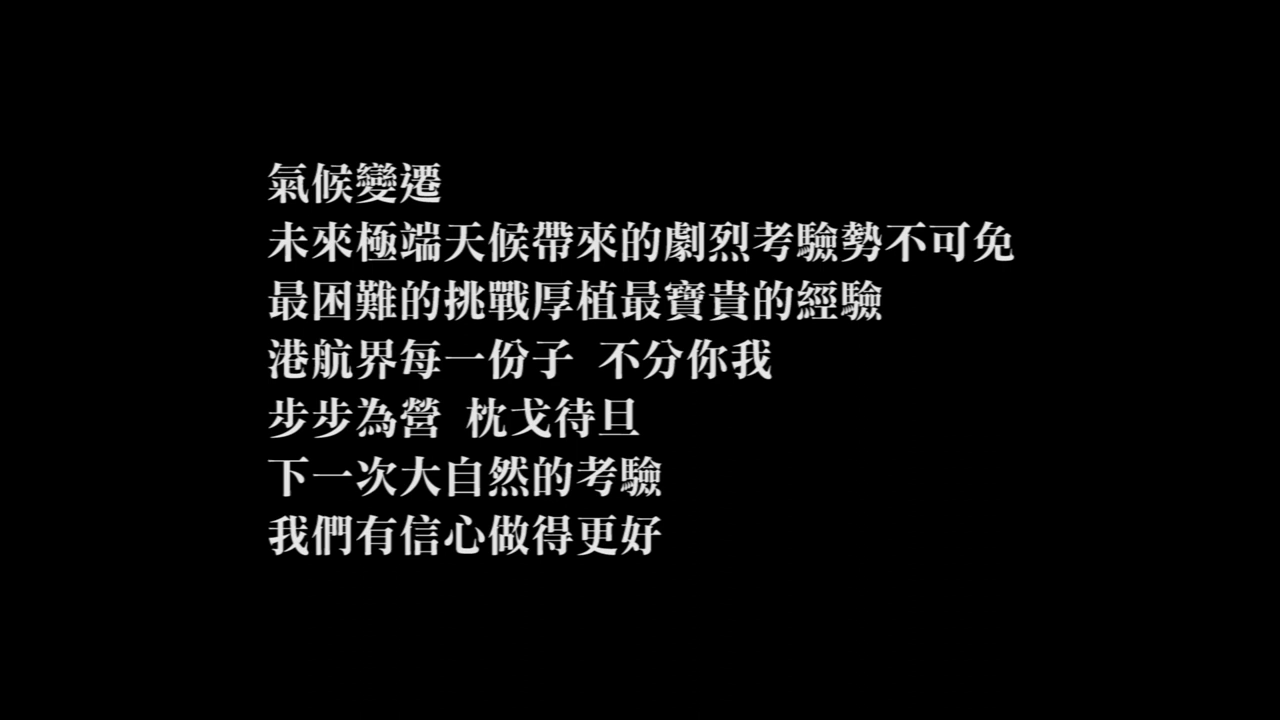 氣候變遷
未來極端天候帶來的劇烈考驗勢不可免
最困難的挑戰厚植最寶貴的經驗
港航界每一份子 不分你我
步步為營 枕戈待旦
下一次大自然的考驗
我們有信心做得更好